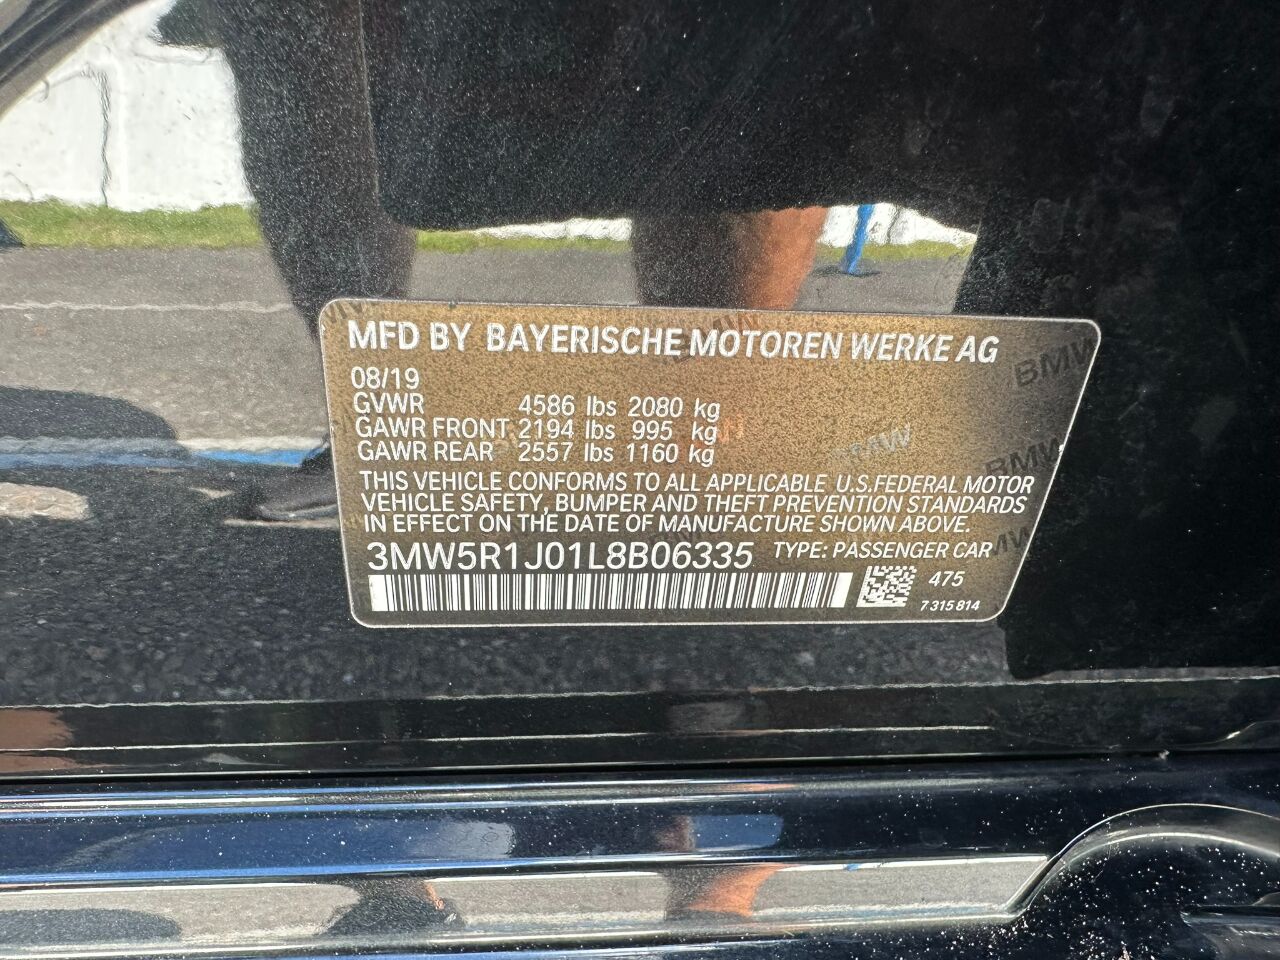 MFD BY BAYERISCHE MOTOREN WERKE AG
08/19
GVWR 4586 lbs 2080 kg
GAWR FRONT 2194 lbs 995 kg
GAWR REAR 2557 lbs 1160 kg
THIS VEHICLE CONFORMS TO ALL APPLICABLE U.S.FEDERAL MOTOR
VEHICLE SAFETY, BUMPER AND THEFT PREVENTION STANDARDS
IN EFFECT ON THE DATE OF MANUFACTURE SHOWN ABOVE.
3MW5R1J01L8B06335 TYPE: PASSENGER CAR
475
7 315 814
BMW
BMW
BMW